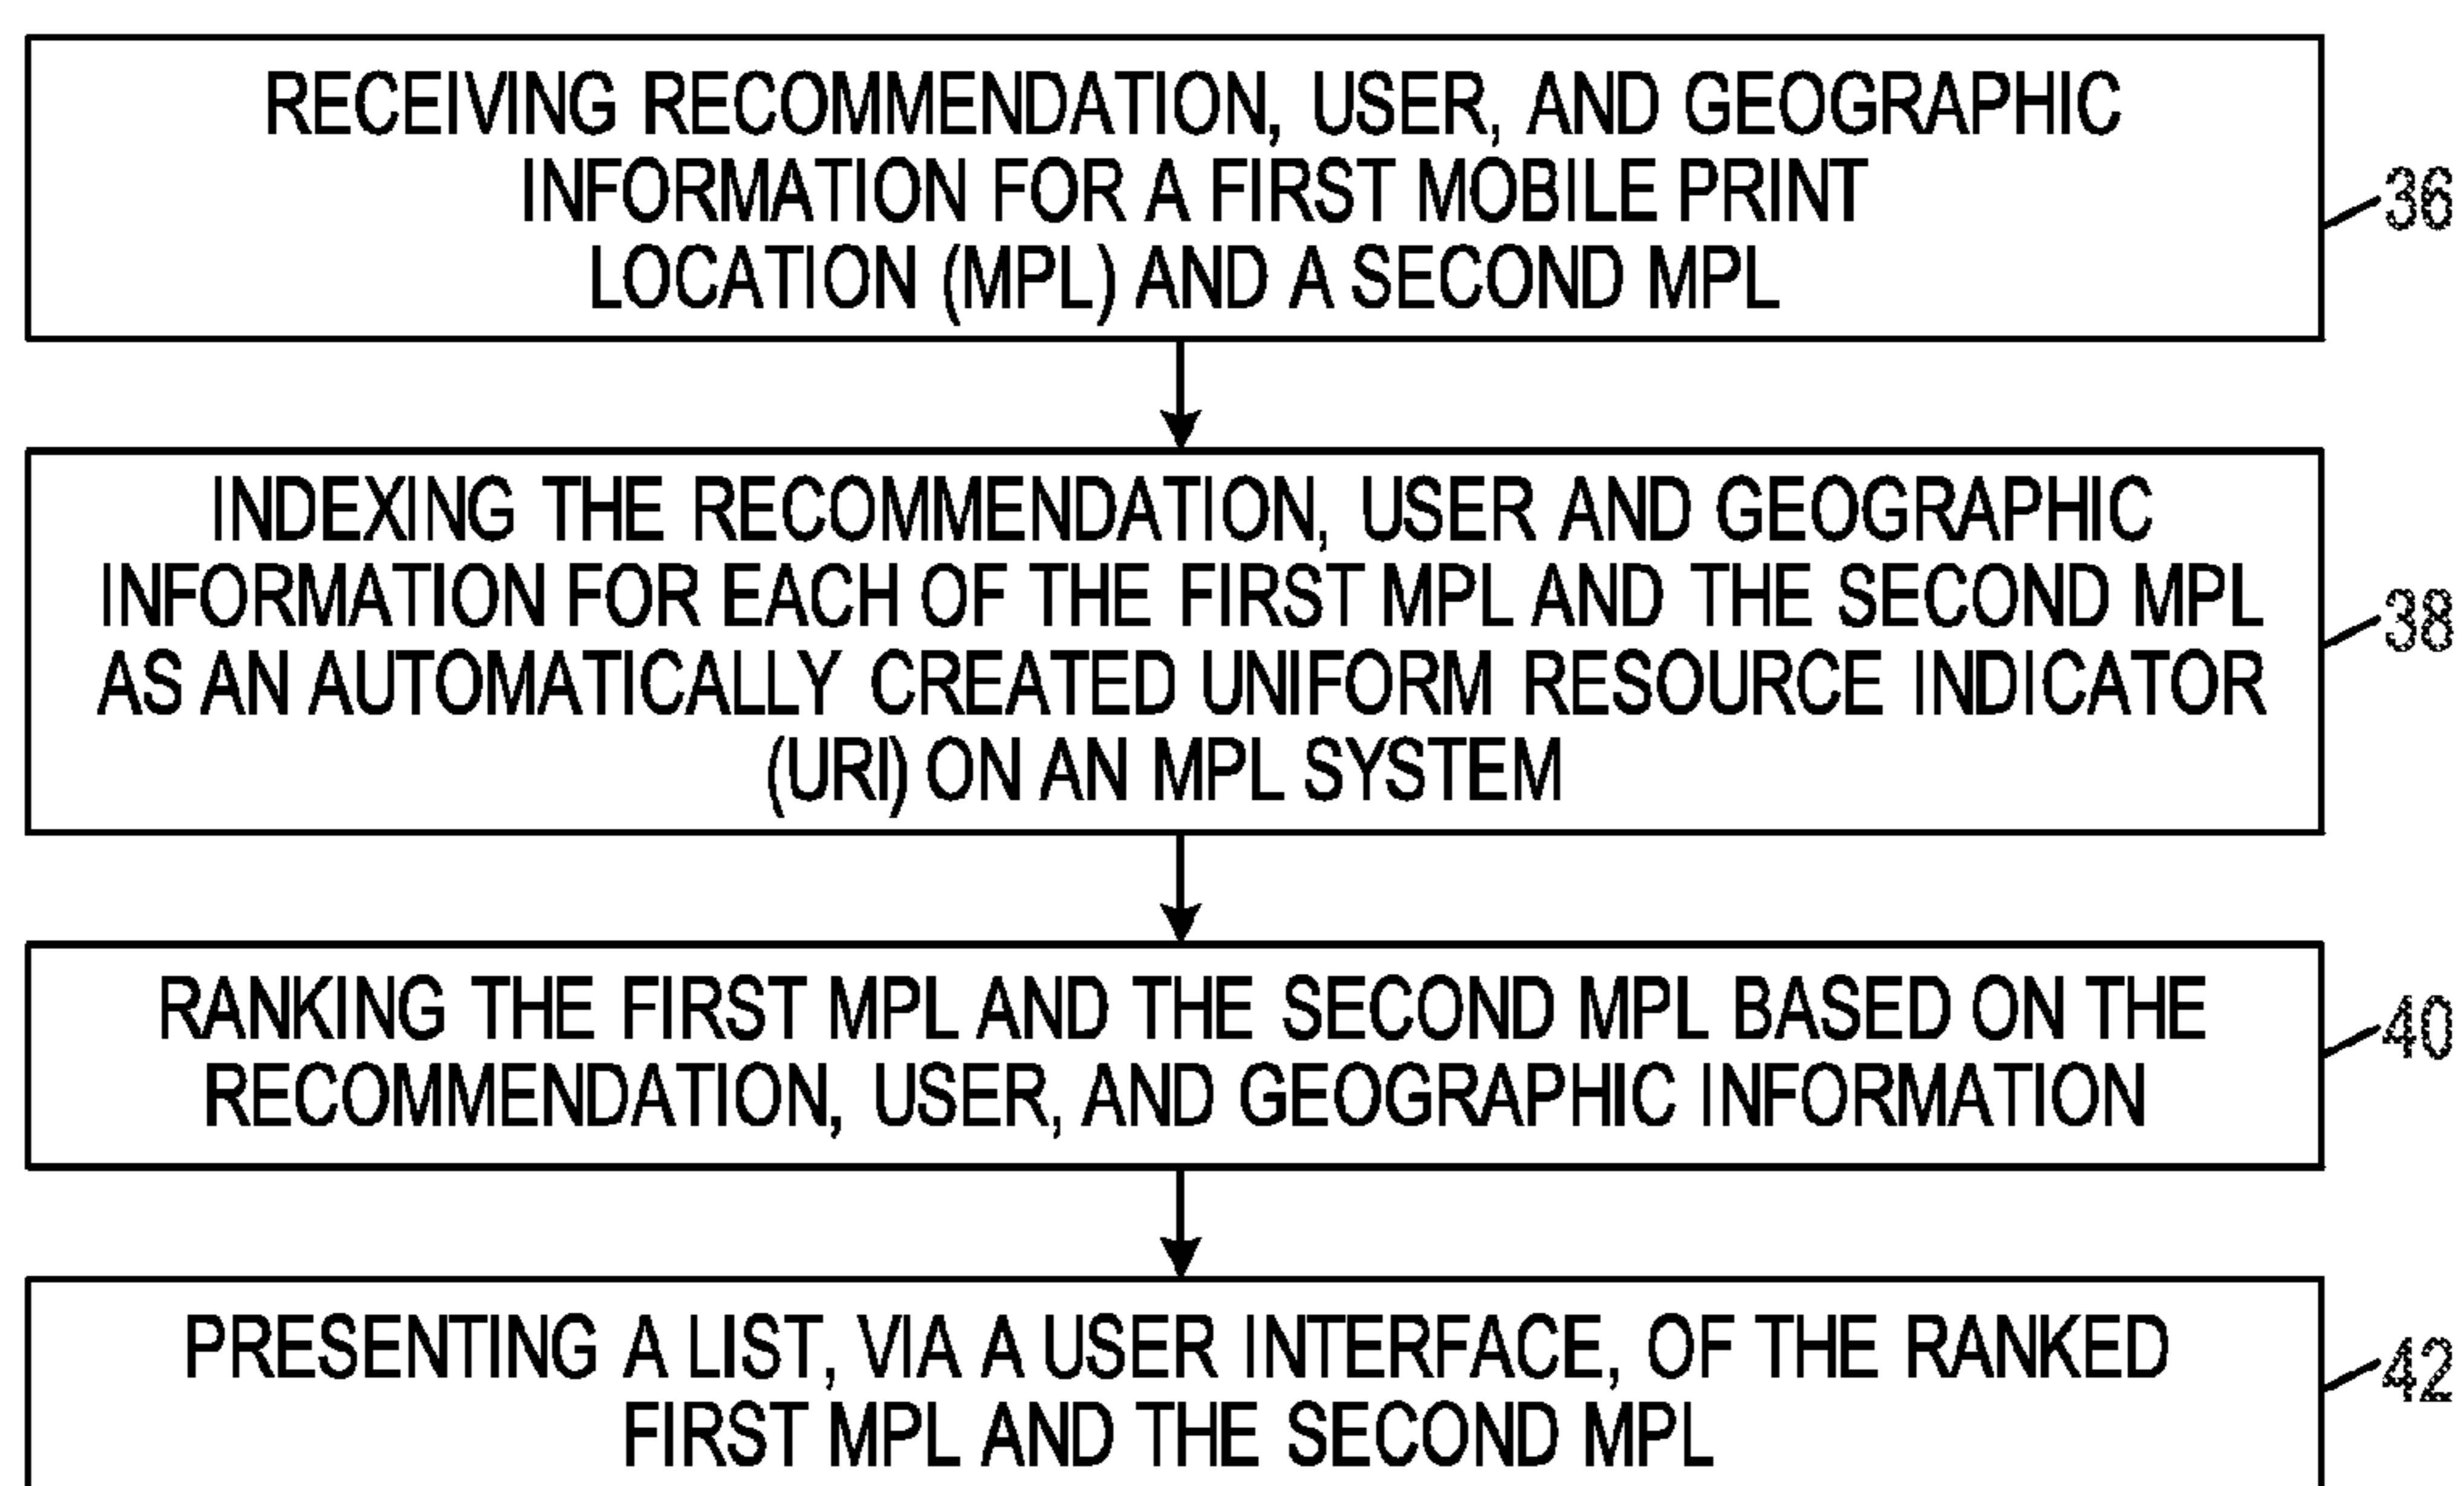 RECEIVING RECOMMENDATION, USER, AND GEOGRAPHIC
INFORMATION FOR A FIRST MOBILE PRINT
LOCATION (MPL) AND A SECOND MPL
36
INDEXING THE RECOMMENDATION, USER AND GEOGRAPHIC
INFORMATION FOR EACH OF THE FIRST MPL AND THE SECOND MPL
AS AN AUTOMATICALLY CREATED UNIFORM RESOURCE INDICATOR
(URI) ON AN MPL SYSTEM
38
RANKING THE FIRST MPL AND THE SECOND MPL BASED ON THE
RECOMMENDATION, USER, AND GEOGRAPHIC INFORMATION
40
PRESENTING A LIST, VIA A USER INTERFACE, OF THE RANKED
FIRST MPL AND THE SECOND MPL
42